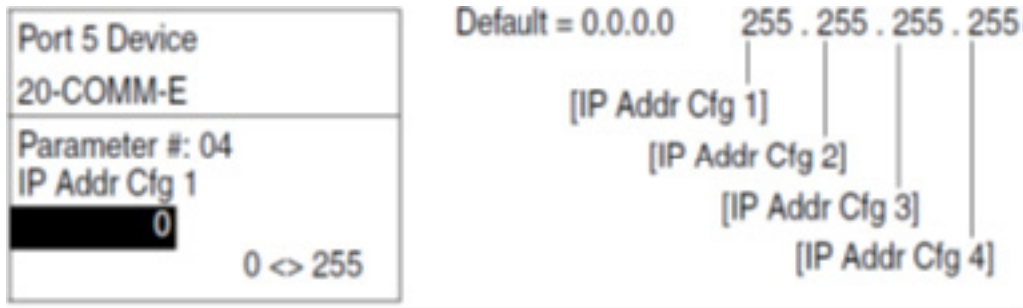 Port 5 Device
20-COMM-E
Parameter #: 04
IP Addr Cfg 1
0
0 <> 255
Default = 0.0.0.0
255 . 255 . 255 . 255
[IP Addr Cfg 1]
[IP Addr Cfg 2]
[IP Addr Cfg 3]
[IP Addr Cfg 4]